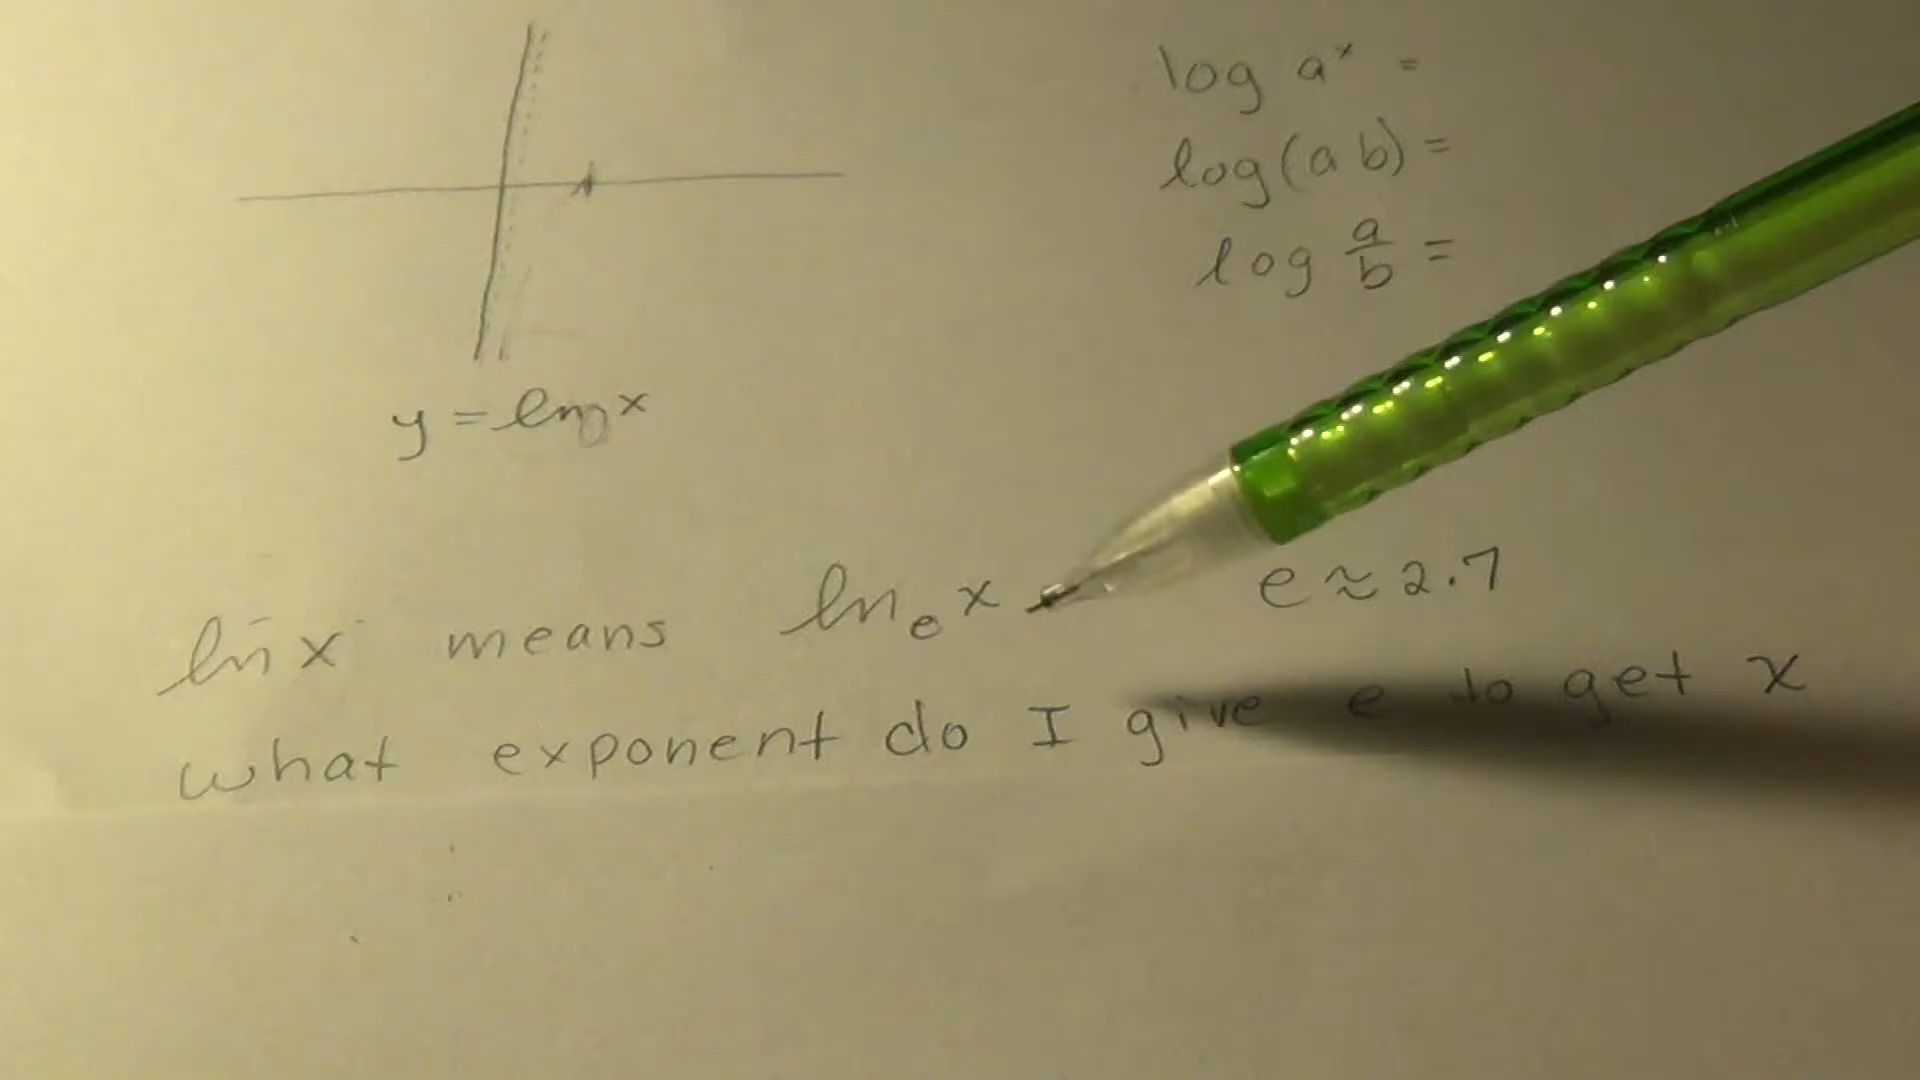 log aˣ =
log(ab) =
log a/b =
y = ln x
ln x means lnₑ x e ≈ 2.7
what exponent do I give e to get x